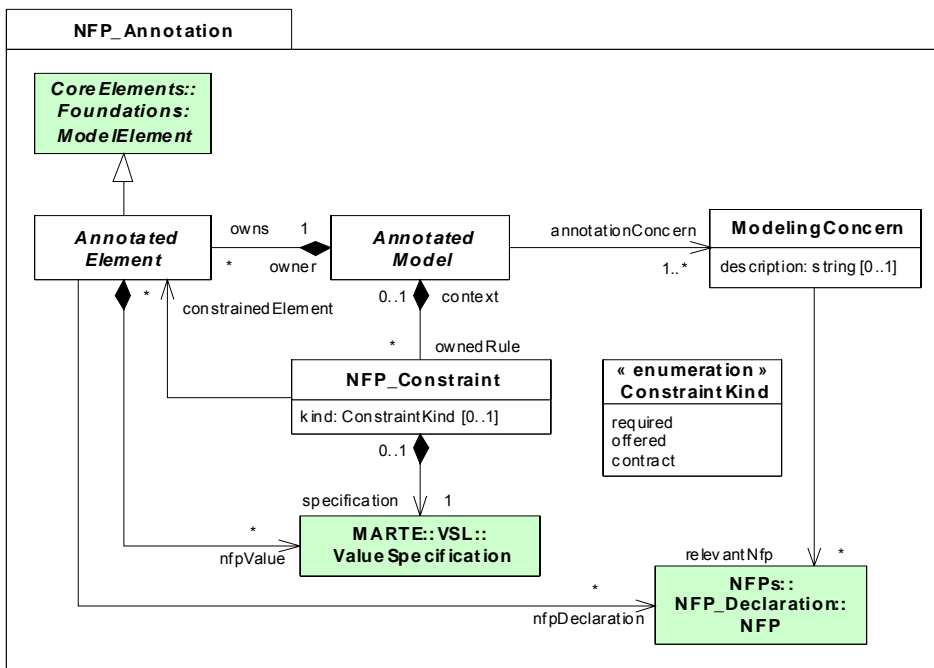 NFP_Annotation
CoreElements::
Foundations:
ModelElement
Annotated
Element
owns
1
*
owner
Annotated
Model
annotationConcern
1..*
ModelingConcern
description: string [0..1]
*
constrainedElement
0..1
context
*
ownedRule
NFP_Constraint
kind: ConstraintKind [0..1]
« enumeration »
ConstraintKind
required
offered
contract
0..1
specification
1
*
nfpValue
MARTE::VSL::
ValueSpecification
relevantNfp
*
*
nfpDeclaration
NFPs::
NFP_Declaration::
NFP